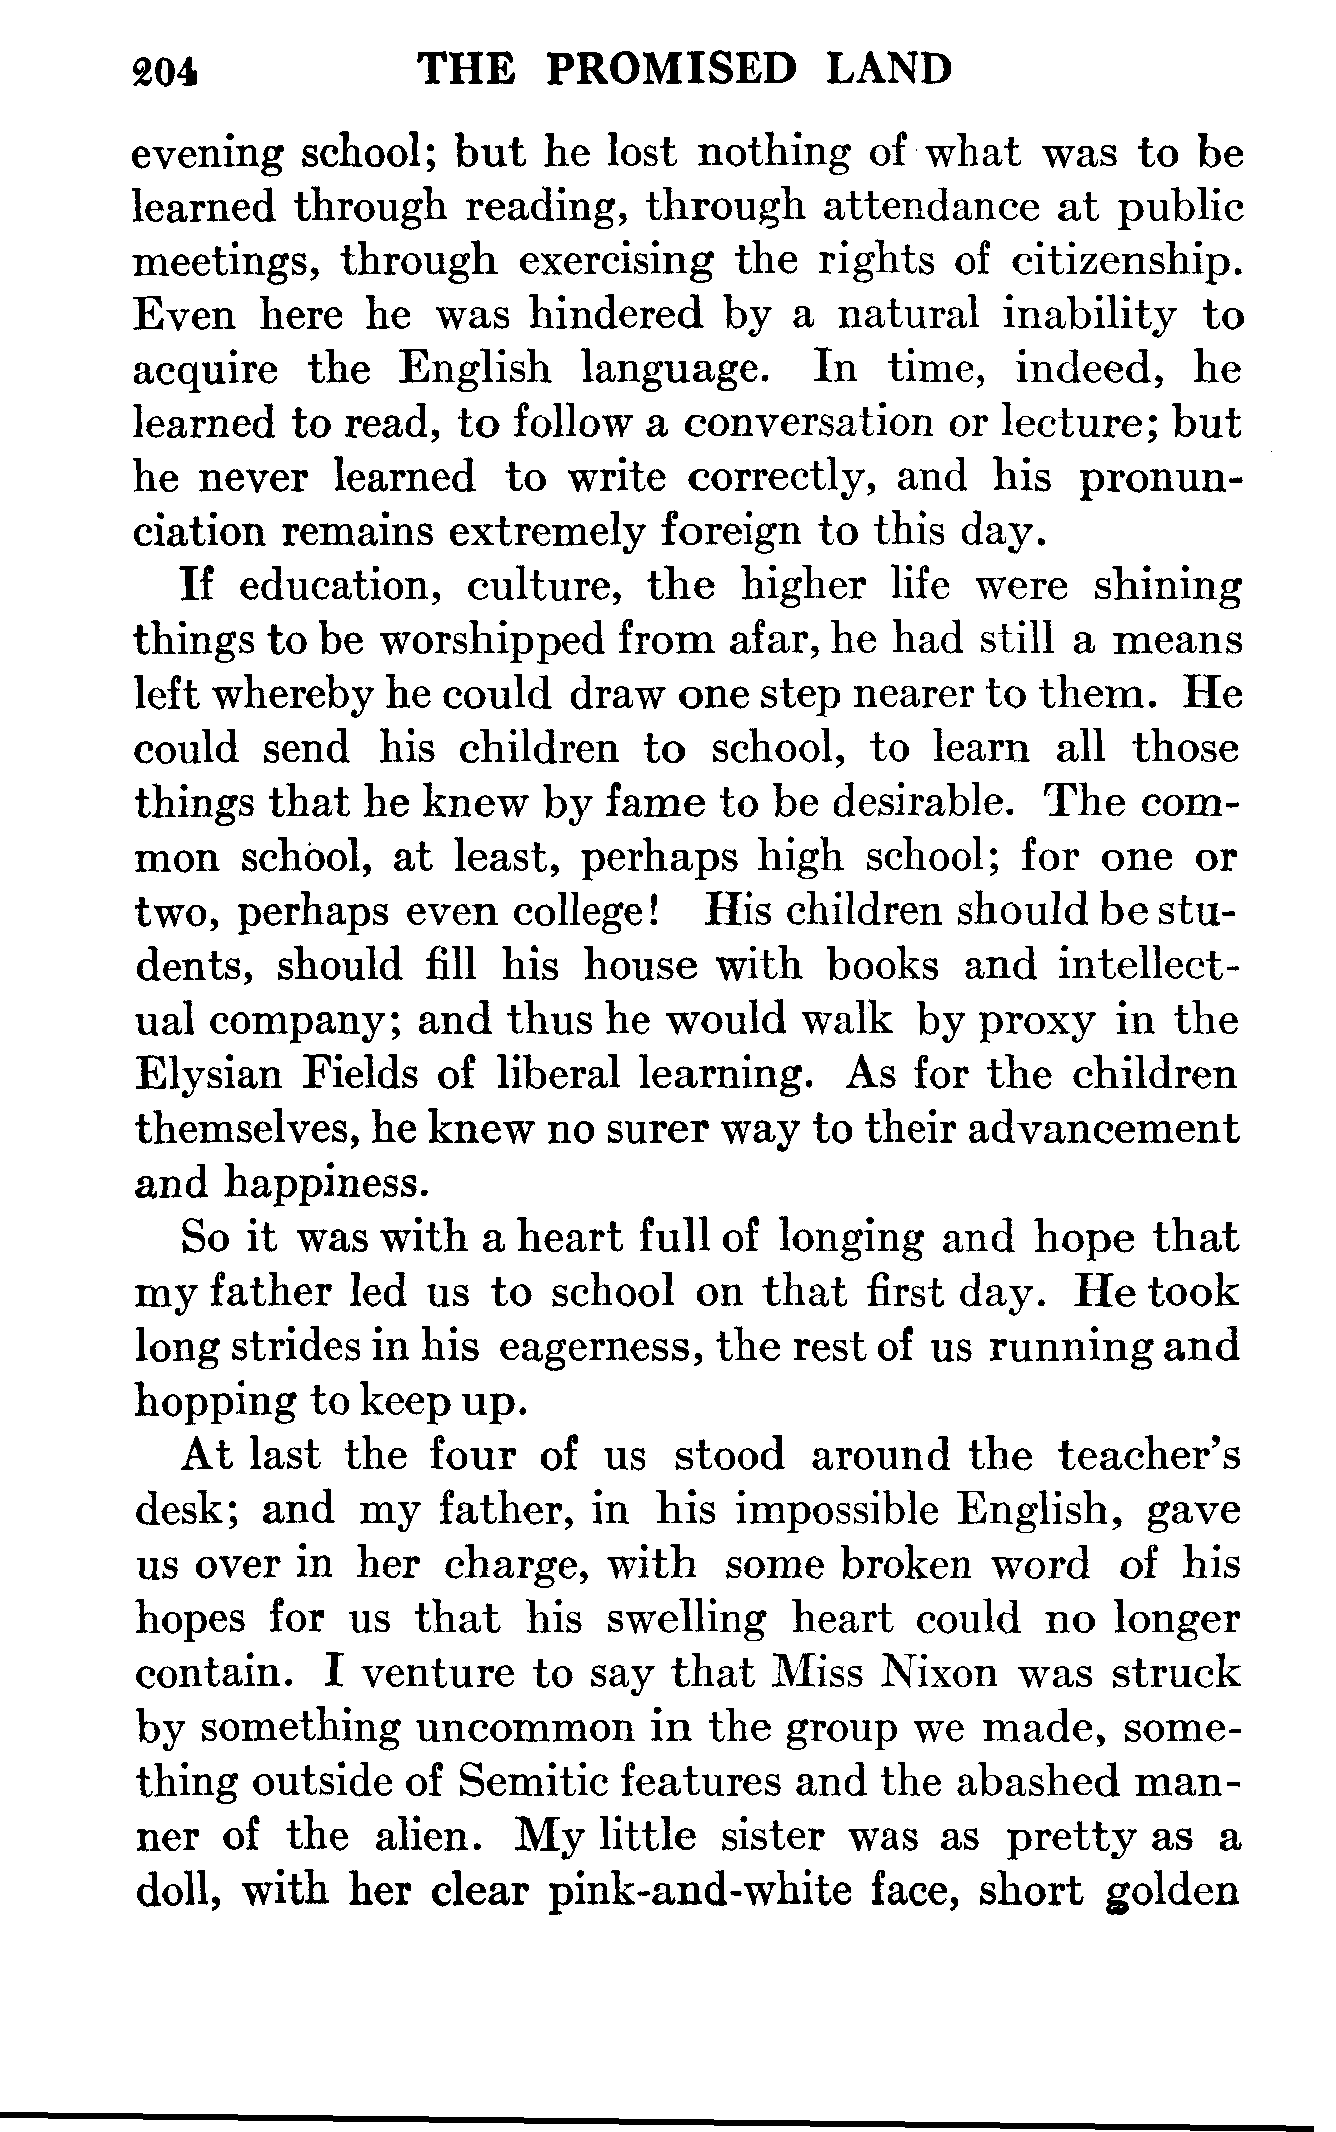 204 THE PROMISED LAND
evening school; but he lost nothing of what was to be
learned through reading, through attendance at public
meetings, through exercising the rights of citizenship.
Even here he was hindered by a natural inability to
acquire the English language. In time, indeed, he
learned to read, to follow a conversation or lecture; but
he never learned to write correctly, and his pronun-
ciation remains extremely foreign to this day.
If education, culture, the higher life were shining
things to be worshipped from afar, he had still a means
left whereby he could draw one step nearer to them. He
could send his children to school, to learn all those
things that he knew by fame to be desirable. The com-
mon school, at least, perhaps high school; for one or
two, perhaps even college! His children should be stu-
dents, should fill his house with books and intellect-
ual company; and thus he would walk by proxy in the
Elysian Fields of liberal learning. As for the children
themselves, he knew no surer way to their advancement
and happiness.
So it was with a heart full of longing and hope that
my father led us to school on that first day. He took
long strides in his eagerness, the rest of us running and
hopping to keep up.
At last the four of us stood around the teacher's
desk; and my father, in his impossible English, gave
us over in her charge, with some broken word of his
hopes for us that his swelling heart could no longer
contain. I venture to say that Miss Nixon was struck
by something uncommon in the group we made, some-
thing outside of Semitic features and the abashed man-
ner of the alien. My little sister was as pretty as a
doll, with her clear pink-and-white face, short golden